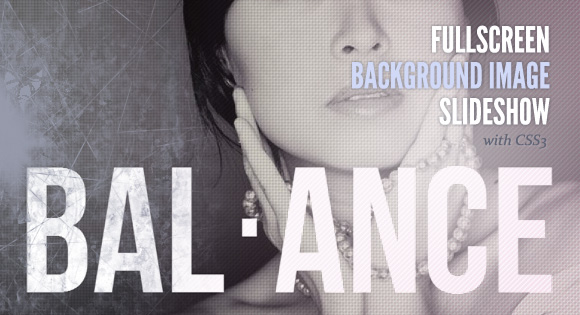 FULLSCREEN
BACKGROUND IMAGE
SLIDESHOW
with CSS3
BAL·ANCE